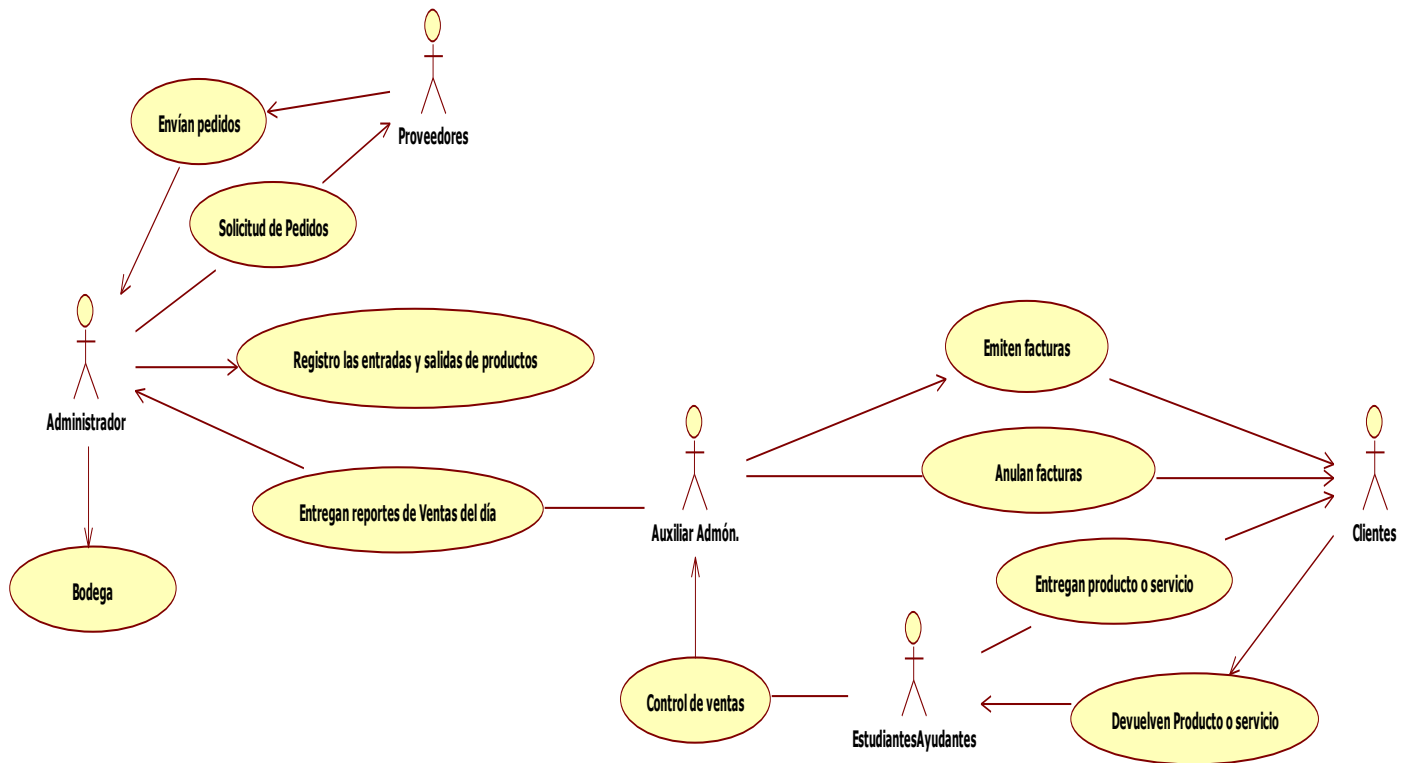 Proveedores
Envían pedidos
Solicitud de Pedidos
Registro las entradas y salidas de productos
Emiten facturas
Administrador
Anulan facturas
Entregan reportes de Ventas del día
Auxiliar Admón.
Clientes
Bodega
Entregan producto o servicio
Control de ventas
Devuelven Producto o servicio
EstudiantesAyudantes